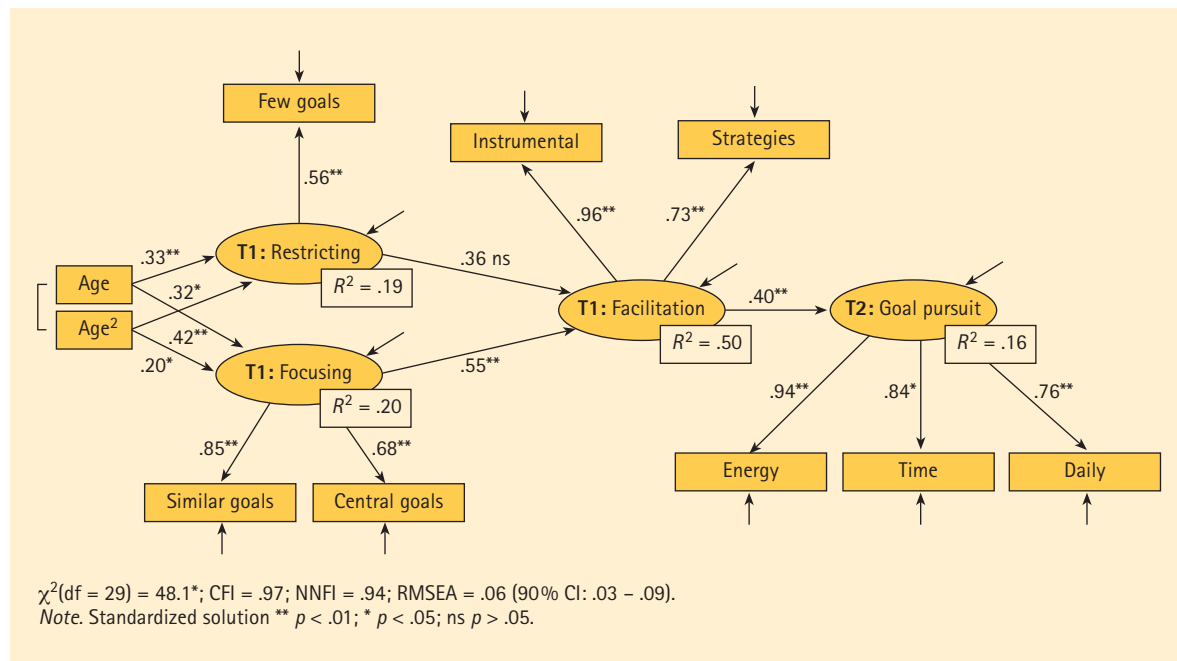 Few goals
Instrumental
Strategies
.56**
.96**
.73**
T1: Restricting
.33**
.36 ns
R² = .19
Age
.32*
T1: Facilitation
.40**
T2: Goal pursuit
Age²
.42**
R² = .50
R² = .16
.20*
T1: Focusing
.55**
R² = .20
.94**
.84*
.76**
.85**
.68**
Energy
Time
Daily
Similar goals
Central goals
χ²(df = 29) = 48.1*; CFI = .97; NNFI = .94; RMSEA = .06 (90% CI: .03 – .09).
Note. Standardized solution ** p < .01; * p < .05; ns p > .05.